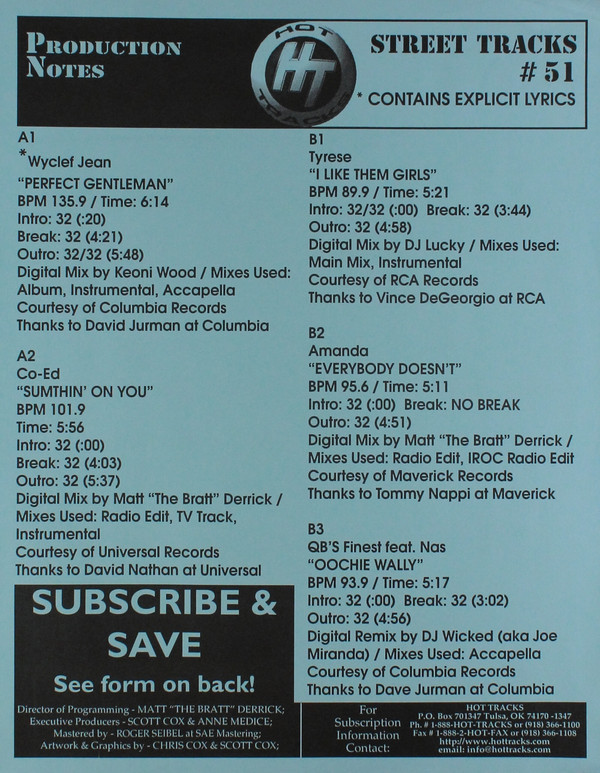 PRODUCTION
NOTES
HOT
HT
TRACKS
STREET TRACKS
# 51
* CONTAINS EXPLICIT LYRICS
A1
*Wyclef Jean
“PERFECT GENTLEMAN”
BPM 135.9 / Time: 6:14
Intro: 32 (:20)
Break: 32 (4:21)
Outro: 32/32 (5:48)
Digital Mix by Keoni Wood / Mixes Used:
Album, Instrumental, Accapella
Courtesy of Columbia Records
Thanks to David Jurman at Columbia
A2
Co-Ed
“SUMTHIN’ ON YOU”
BPM 101.9
Time: 5:56
Intro: 32 (:00)
Break: 32 (4:03)
Outro: 32 (5:37)
Digital Mix by Matt “The Bratt” Derrick /
Mixes Used: Radio Edit, TV Track,
Instrumental
Courtesy of Universal Records
Thanks to David Nathan at Universal
B1
Tyrese
“I LIKE THEM GIRLS”
BPM 89.9 / Time: 5:21
Intro: 32/32 (:00) Break: 32 (3:44)
Outro: 32 (4:58)
Digital Mix by DJ Lucky / Mixes Used:
Main Mix, Instrumental
Courtesy of RCA Records
Thanks to Vince DeGeorgio at RCA
B2
Amanda
“EVERYBODY DOESN’T”
BPM 95.6 / Time: 5:11
Intro: 32 (:00) Break: NO BREAK
Outro: 32 (4:51)
Digital Mix by Matt “The Bratt” Derrick /
Mixes Used: Radio Edit, IROC Radio Edit
Courtesy of Maverick Records
Thanks to Tommy Nappi at Maverick
B3
QB’S Finest feat. Nas
“OOCHIE WALLY”
BPM 93.9 / Time: 5:17
Intro: 32 (:00) Break: 32 (3:02)
Outro: 32 (4:56)
Digital Remix by DJ Wicked (aka Joe
Miranda) / Mixes Used: Accapella
Courtesy of Columbia Records
Thanks to Dave Jurman at Columbia
SUBSCRIBE &
SAVE
See form on back!
Director of Programming - MATT “THE BRATT” DERRICK;
Executive Producers - SCOTT COX & ANNE MEDICE;
Mastered by - ROGER SEIBEL at SAE Mastering;
Artwork & Graphics by - CHRIS COX & SCOTT COX;
For
Subscription
Information
Contact:
HOT TRACKS
P.O. Box 701347 Tulsa, OK 74170 -1347
Ph. # 1-888-HOT-TRACKS or (918) 366-1100
Fax # 1-888-2-HOT-FAX or (918) 366-1108
http//www.hottracks.com
email: info@hottracks.com